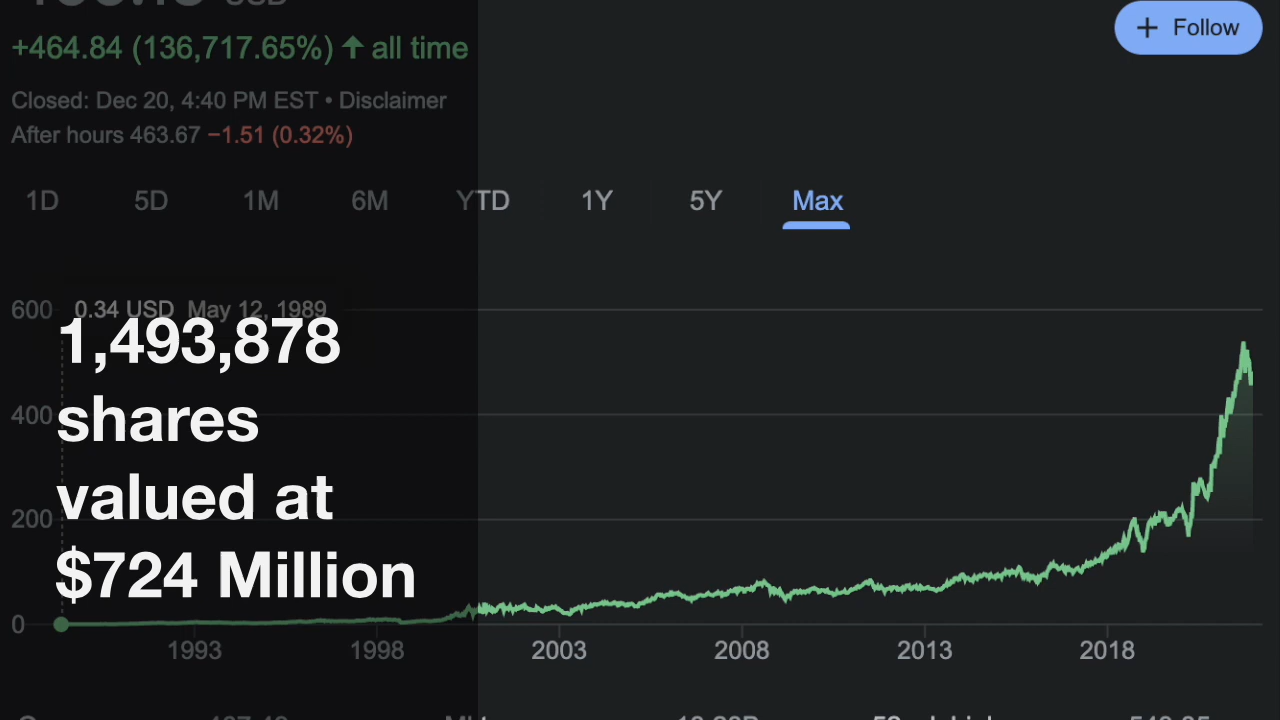 USD
+ Follow
+464.84 (136,717.65%) ↑ all time
Closed: Dec 20, 4:40 PM EST • Disclaimer
After hours 463.67 −1.51 (0.32%)
1D 5D 1M 6M YTD 1Y 5Y Max
600
0.34 USD May 12, 1989
1,493,878
shares
400
valued at
200
$724 Million
0
1993 1998 2003 2008 2013 2018